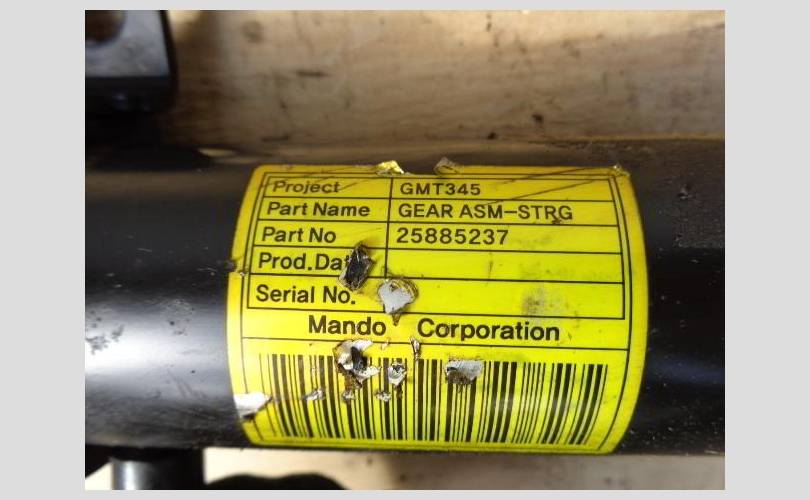 Project GMT345
Part Name GEAR ASM-STRG
Part No 25885237
Prod.Dat
Serial No.
Mando Corporation